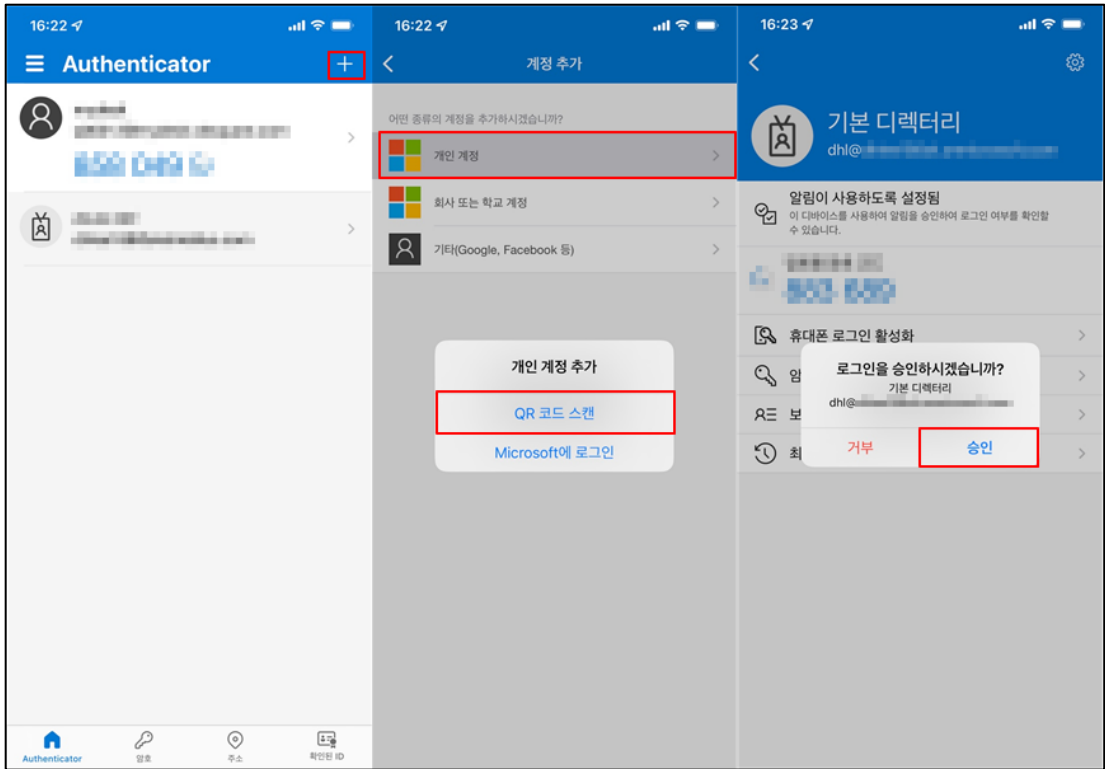 16:22
Authenticator
Authenticator
암호
주소
확인된 ID
16:22
계정 추가
어떤 종류의 계정을 추가하시겠습니까?
개인 계정
회사 또는 학교 계정
기타(Google, Facebook 등)
개인 계정 추가
QR 코드 스캔
Microsoft에 로그인
16:23
기본 디렉터리
dhl@
알림이 사용하도록 설정됨
이 디바이스를 사용하여 알림을 승인하여 로그인 여부를 확인할
수 있습니다.
휴대폰 로그인 활성화
암
보
최
로그인을 승인하시겠습니까?
기본 디렉터리
dhl@
거부
승인